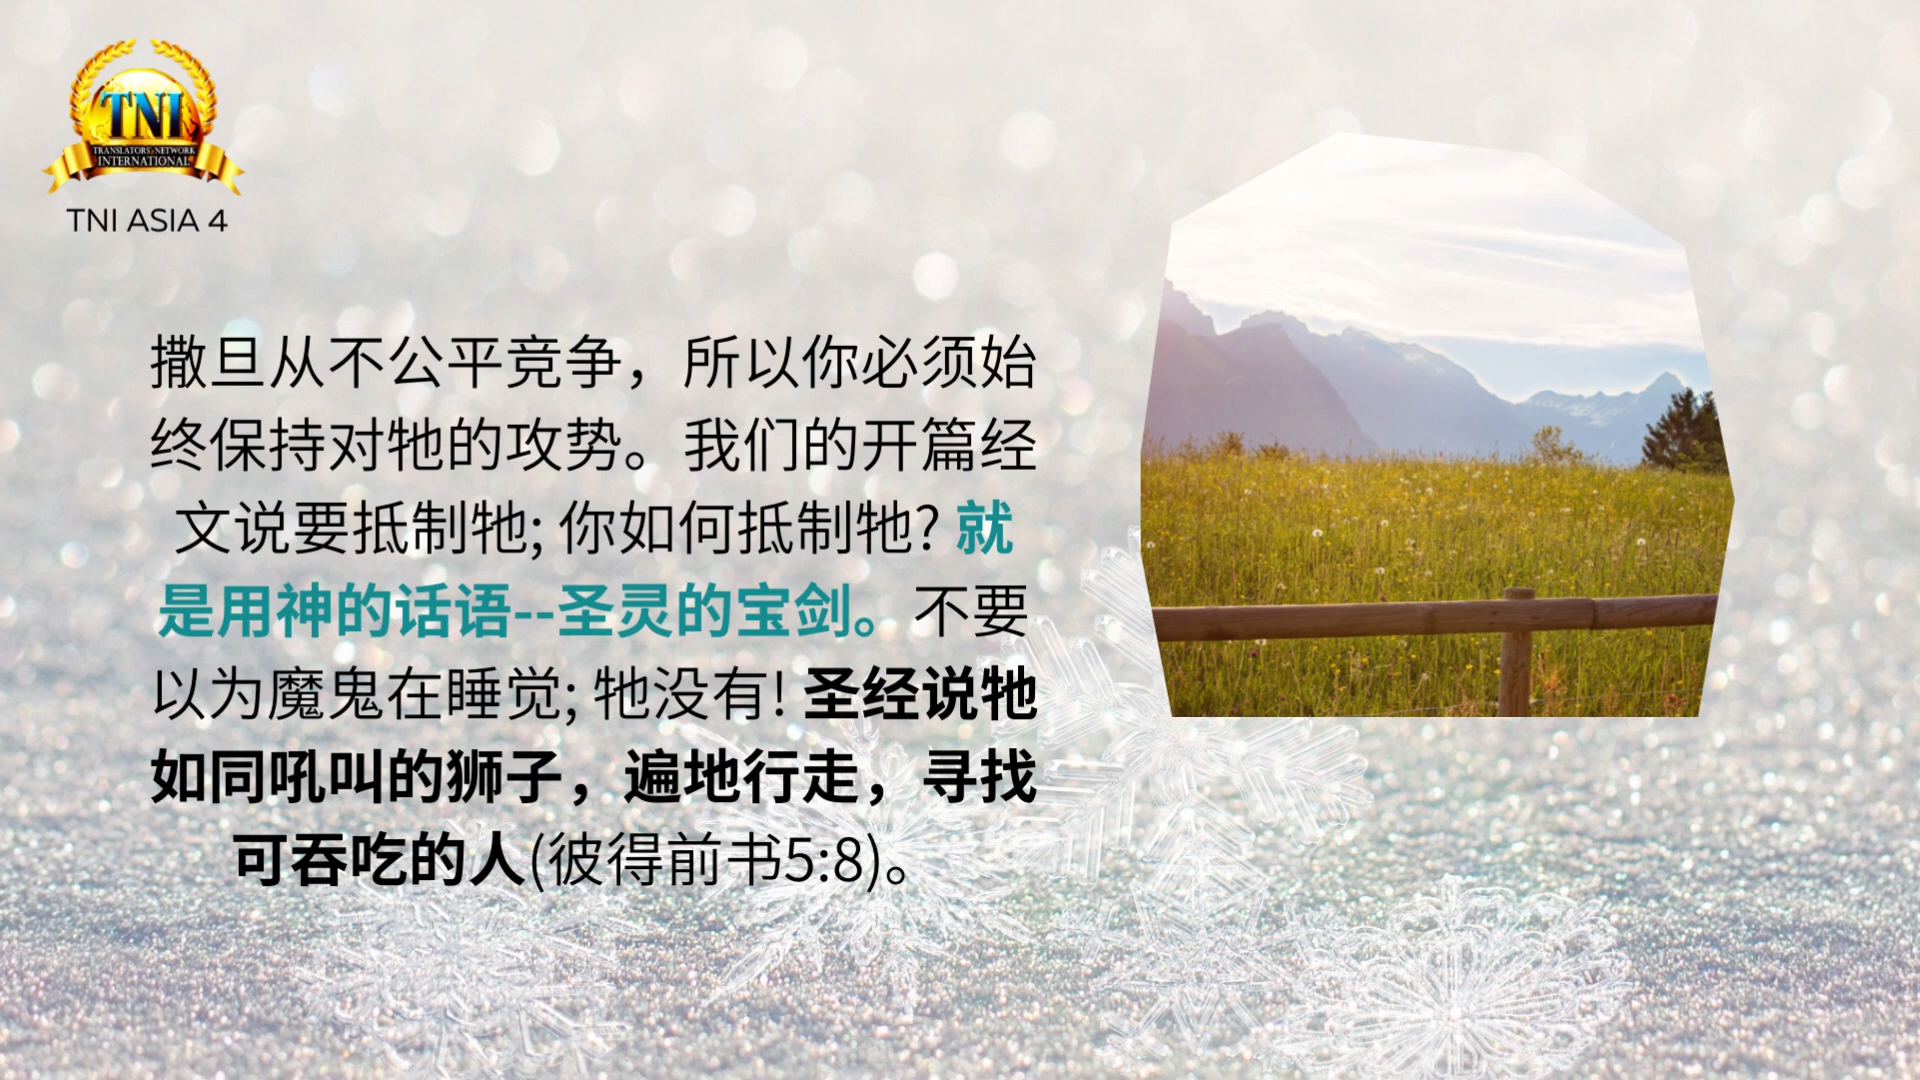 TNI
TRANSLATORS' NETWORK
INTERNATIONAL
TNI ASIA 4
撒旦从不公平竞争，所以你必须始
终保持对牠的攻势。我们的开篇经
文说要抵制牠; 你如何抵制牠? 就
是用神的话语--圣灵的宝剑。不要
以为魔鬼在睡觉; 牠没有! 圣经说牠
如同吼叫的狮子，遍地行走，寻找
可吞吃的人(彼得前书5:8)。